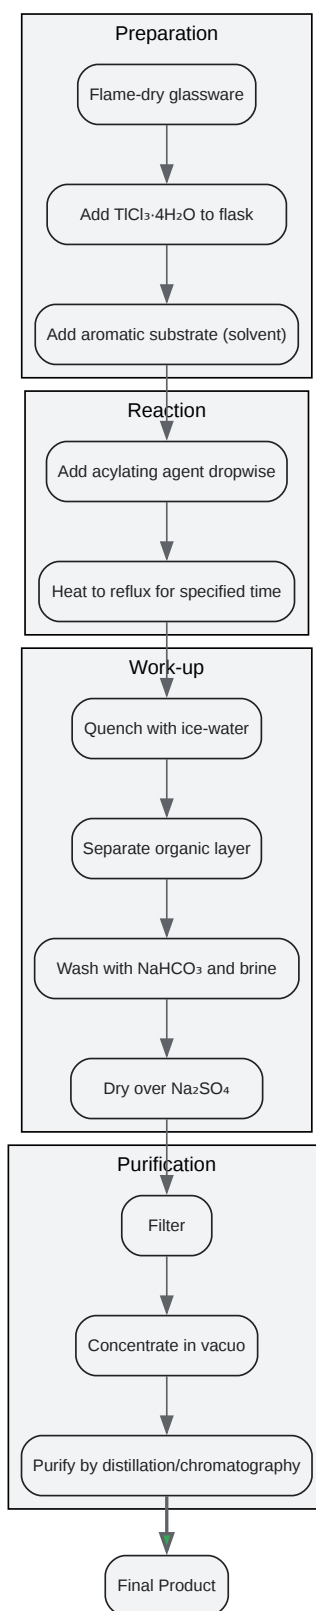 Preparation
Flame-dry glassware
Add TlCl₃·4H₂O to flask
Add aromatic substrate (solvent)
Reaction
Add acylating agent dropwise
Heat to reflux for specified time
Work-up
Quench with ice-water
Separate organic layer
Wash with NaHCO₃ and brine
Dry over Na₂SO₄
Purification
Filter
Concentrate in vacuo
Purify by distillation/chromatography
Final Product